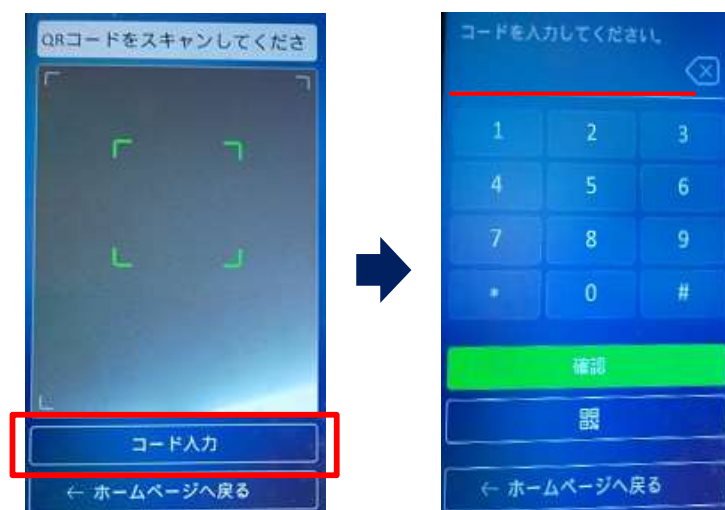 QRコードをスキャンしてくださ
コード入力
← ホームページへ戻る
コードを入力してください。
1 2 3
4 5 6
7 8 9
* 0 #
確認
← ホームページへ戻る